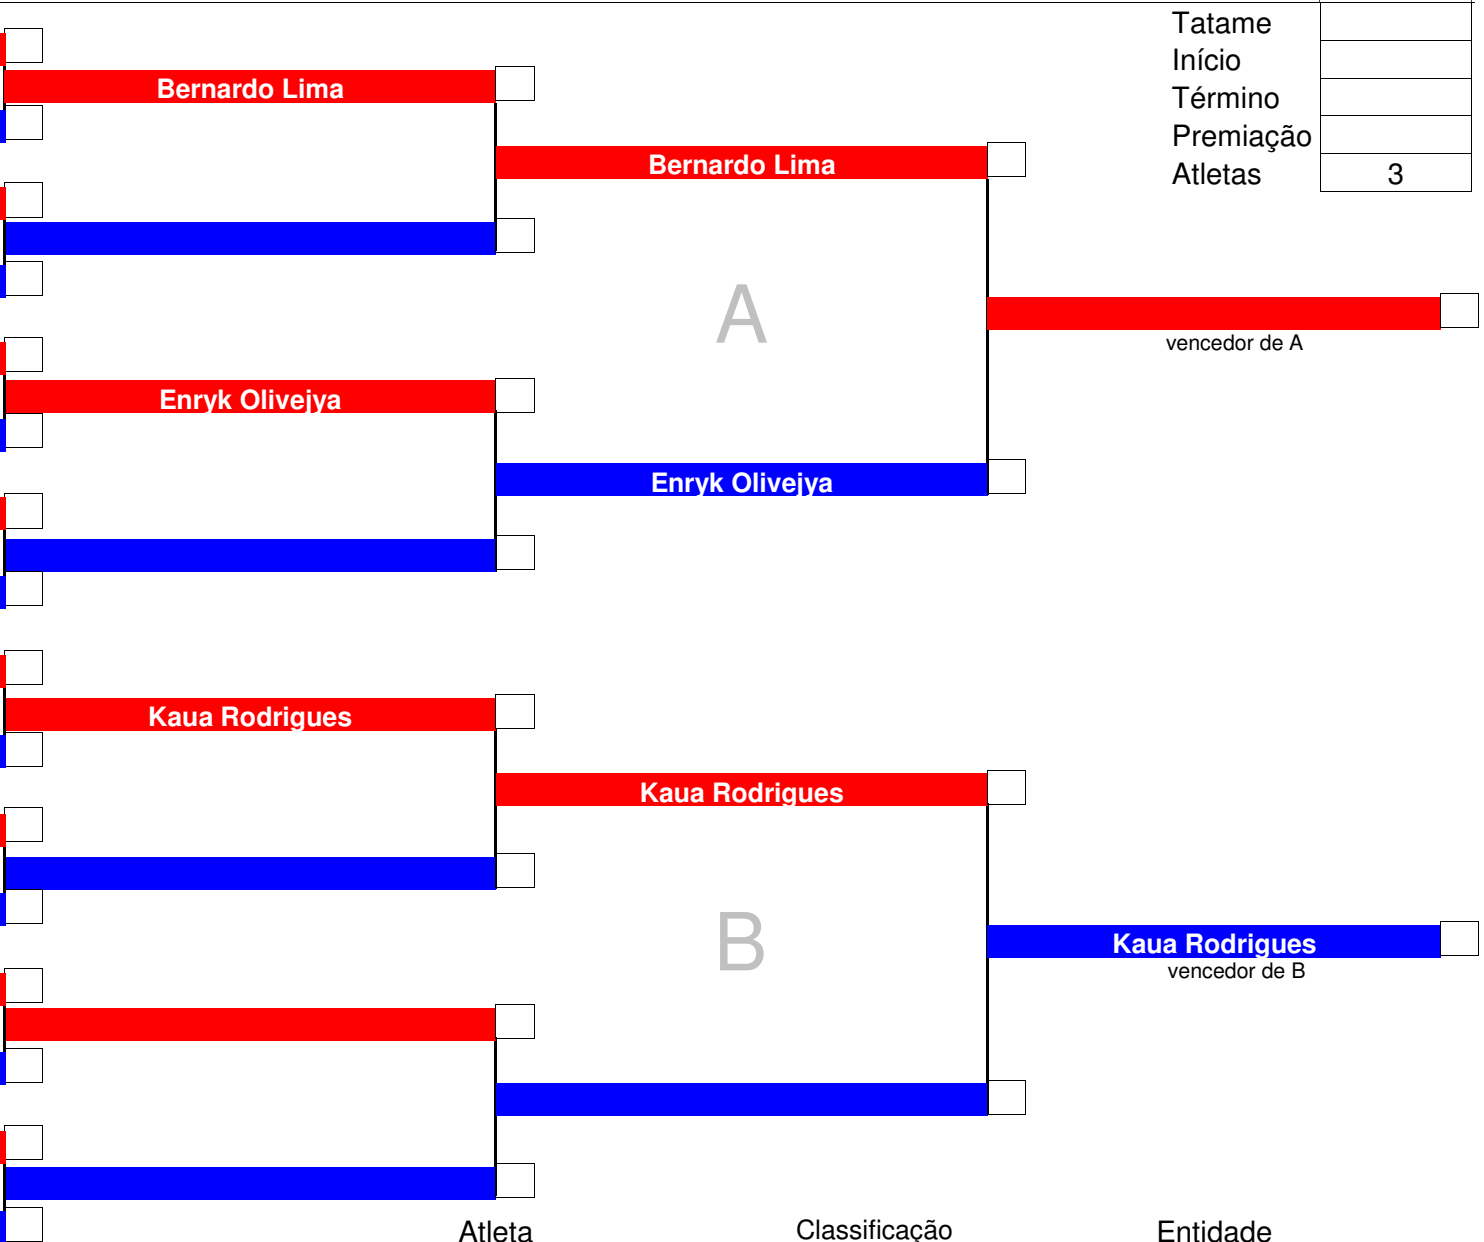 Tatame
Início
Término
Premiação
Atletas 3
Bernardo Lima
Bernardo Lima
A
vencedor de A
Enryk Olivejya
Enryk Olivejya
Kaua Rodrigues
Kaua Rodrigues
B
Kaua Rodrigues
vencedor de B
Atleta Classificação Entidade